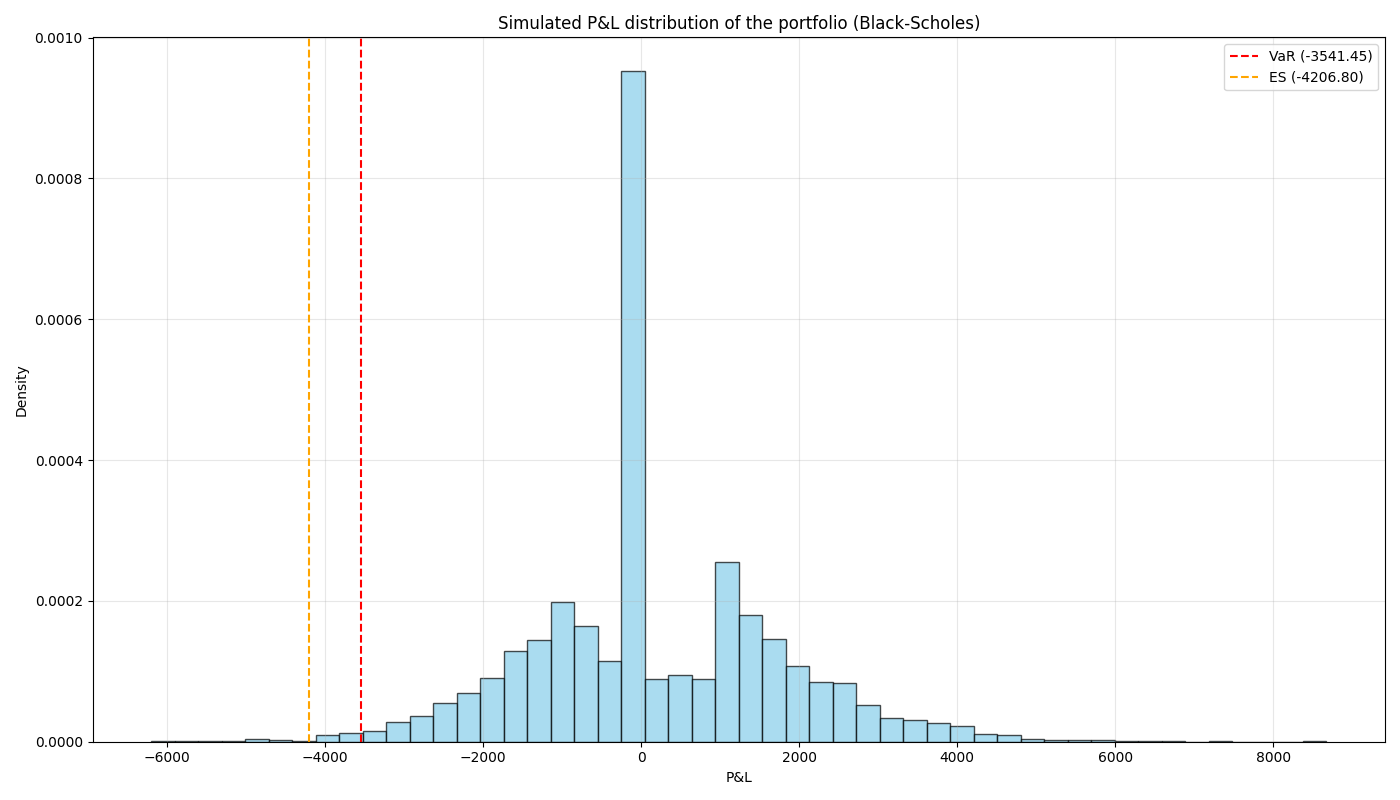 Simulated P&L distribution of the portfolio (Black-Scholes)
VaR (-3541.45)
ES (-4206.80)
0.0010
0.0008
0.0006
0.0004
0.0002
0.0000
Density
−6000 −4000 −2000 0 2000 4000 6000 8000
P&L